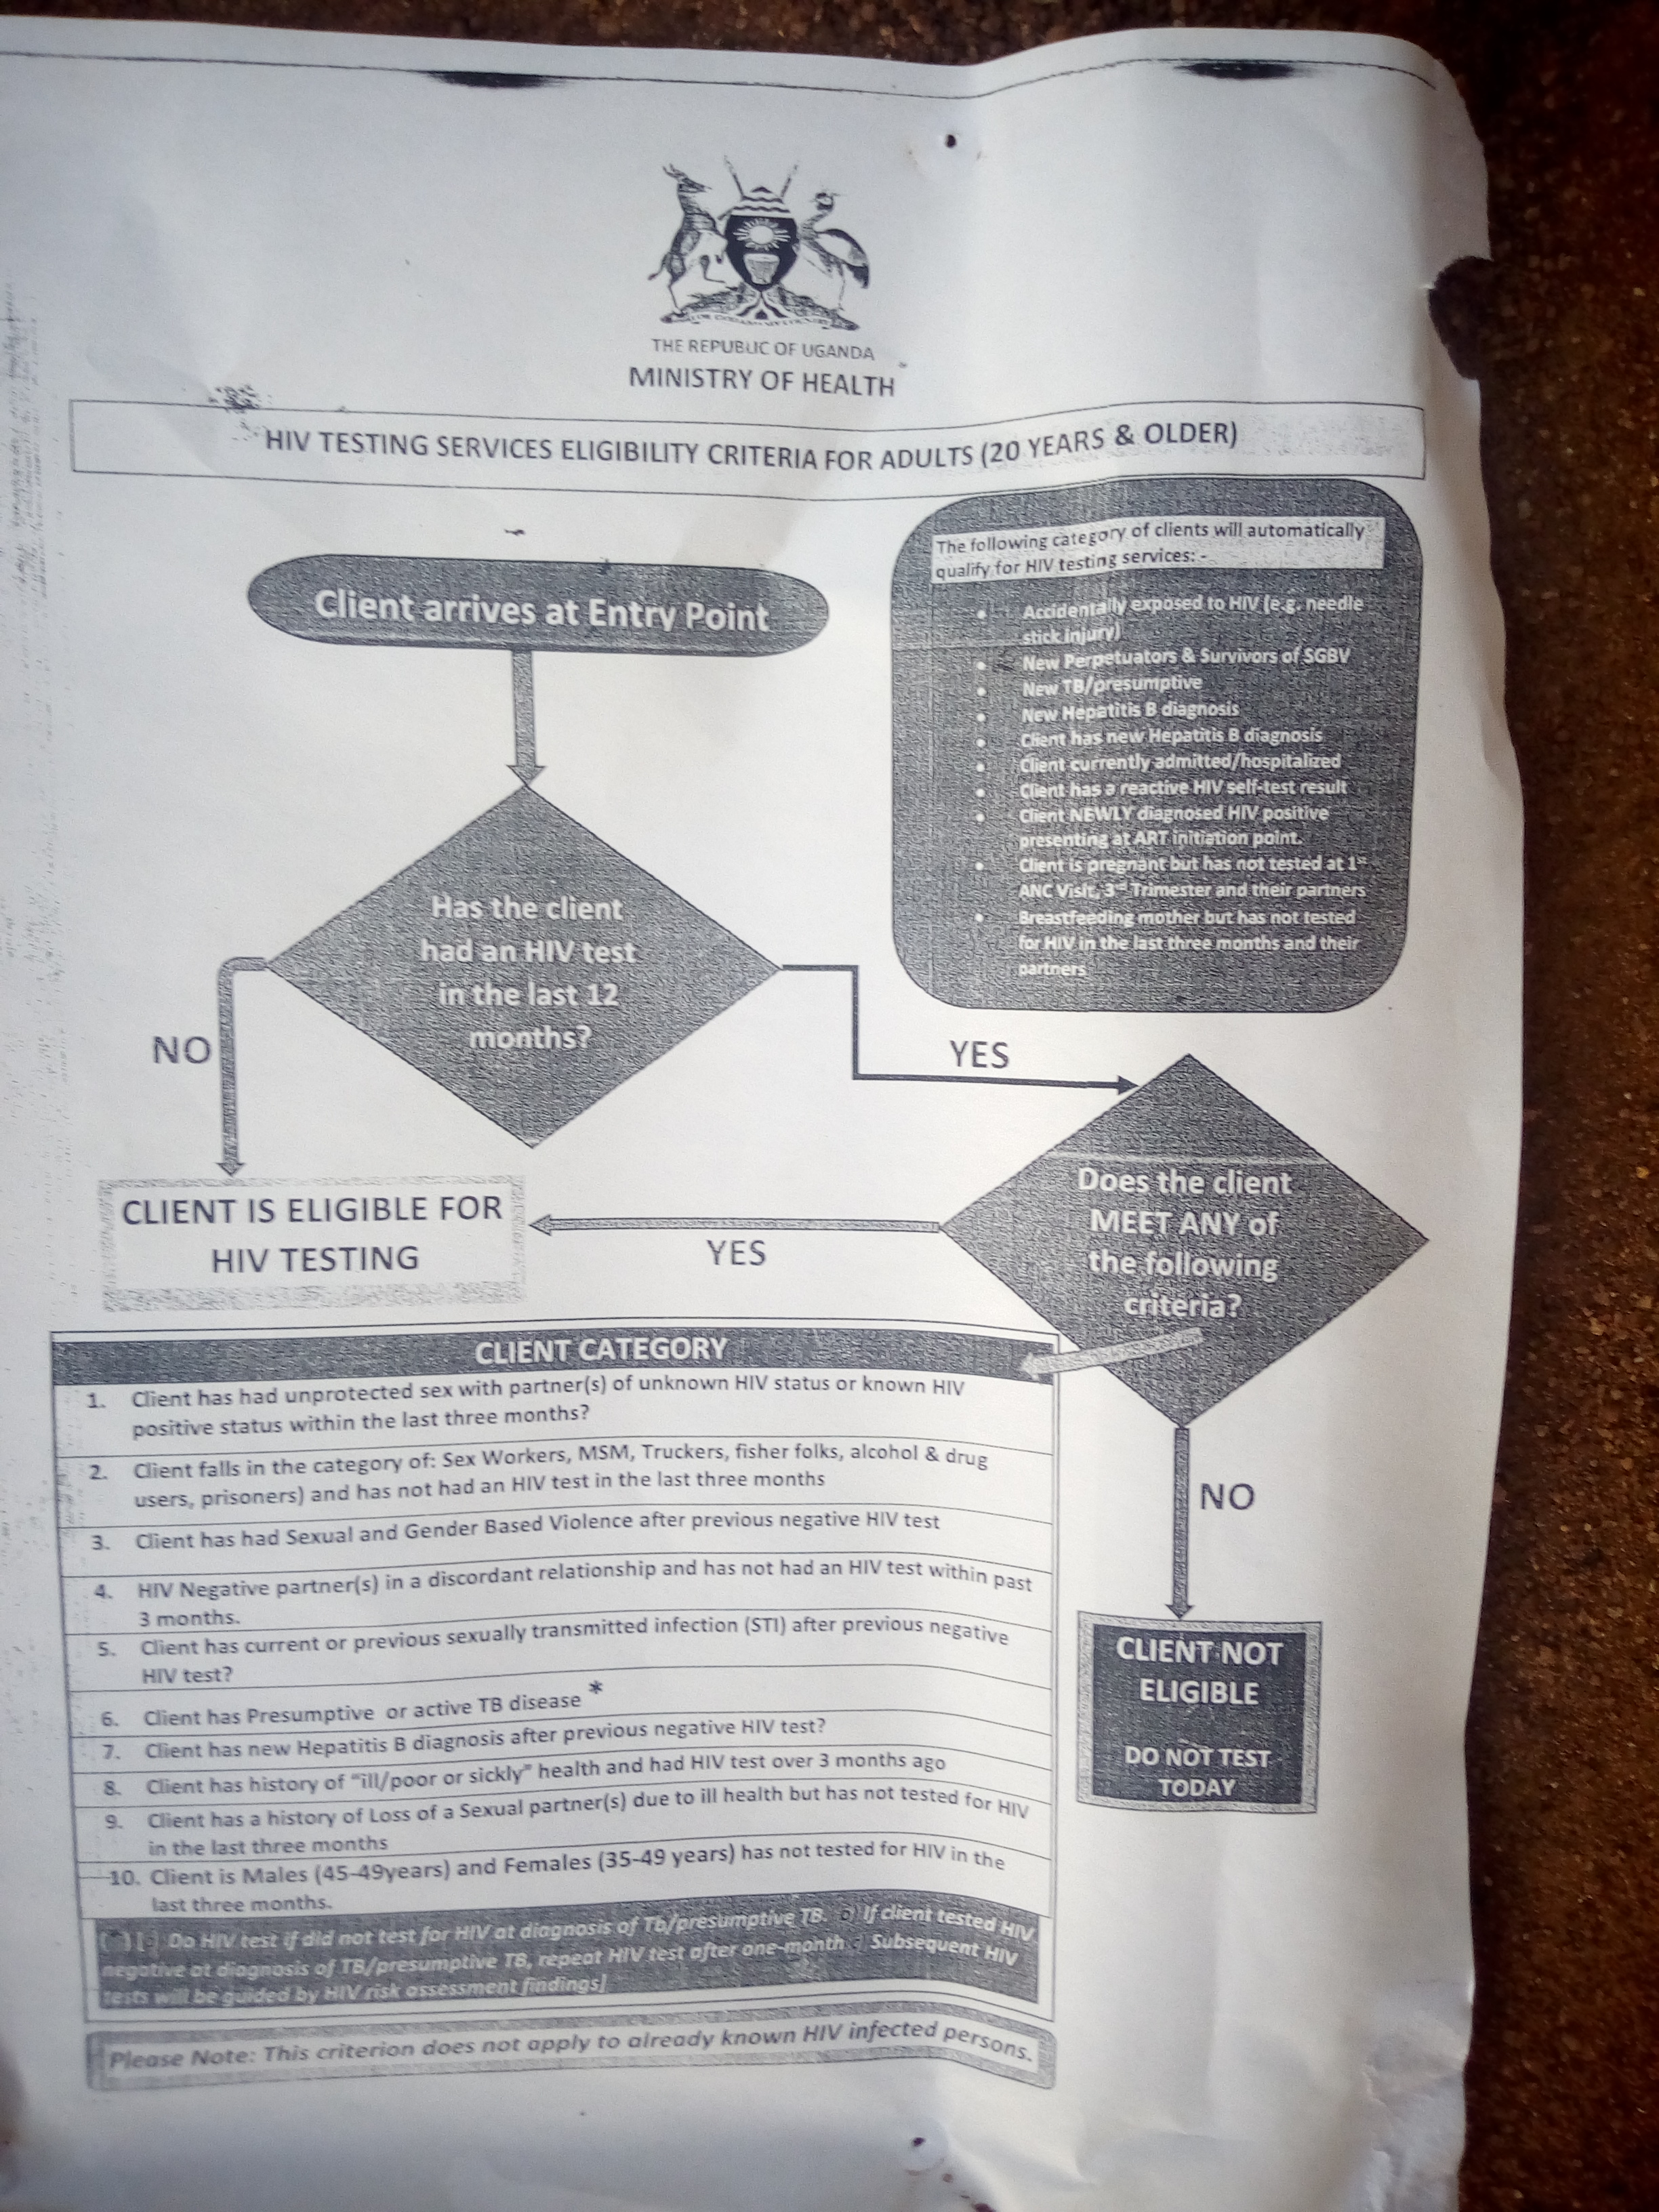 THE REPUBLIC OF UGANDA
MINISTRY OF HEALTH
HIV TESTING SERVICES ELIGIBILITY CRITERIA FOR ADULTS (20 YEARS & OLDER)
The following category of clients will automatically
qualify for HIV testing services: -
• Accidentally exposed to HIV (e.g. needle
stick injury)
• New Perpetuators & Survivors of SGBV
• New TB/presumptive
• New Hepatitis B diagnosis
• Client has new Hepatitis B diagnosis
• Client currently admitted/hospitalized
• Client has a reactive HIV self-test result
• Client NEWLY diagnosed HIV positive
presenting at ART initiation point.
• Client is pregnant but has not tested at 1st
ANC Visit, 3rd Trimester and their partners
• Breastfeeding mother but has not tested
for HIV in the last three months and their
partners
Client arrives at Entry Point
Has the client
had an HIV test
in the last 12
months?
NO
YES
Does the client
MEET ANY of
the following
criteria?
YES
CLIENT IS ELIGIBLE FOR
HIV TESTING
NO
CLIENT NOT
ELIGIBLE
DO NOT TEST
TODAY
CLIENT CATEGORY
1. Client has had unprotected sex with partner(s) of unknown HIV status or known HIV
positive status within the last three months?
2. Client falls in the category of: Sex Workers, MSM, Truckers, fisher folks, alcohol & drug
users, prisoners) and has not had an HIV test in the last three months
3. Client has had Sexual and Gender Based Violence after previous negative HIV test
4. HIV Negative partner(s) in a discordant relationship and has not had an HIV test within past
3 months.
5. Client has current or previous sexually transmitted infection (STI) after previous negative
HIV test?
6. Client has Presumptive or active TB disease *
7. Client has new Hepatitis B diagnosis after previous negative HIV test?
8. Client has history of "ill/poor or sickly" health and had HIV test over 3 months ago
9. Client has a history of Loss of a Sexual partner(s) due to ill health but has not tested for HIV
in the last three months
10. Client is Males (45-49years) and Females (35-49 years) has not tested for HIV in the
last three months.
Do HIV test if did not test for HIV at diagnosis of Tb/presumptive TB. If client tested HIV
negative at diagnosis of TB/presumptive TB, repeat HIV test after one-month Subsequent HIV
tests will be guided by HIV risk assessment findings]
Please Note: This criterion does not apply to already known HIV infected persons.